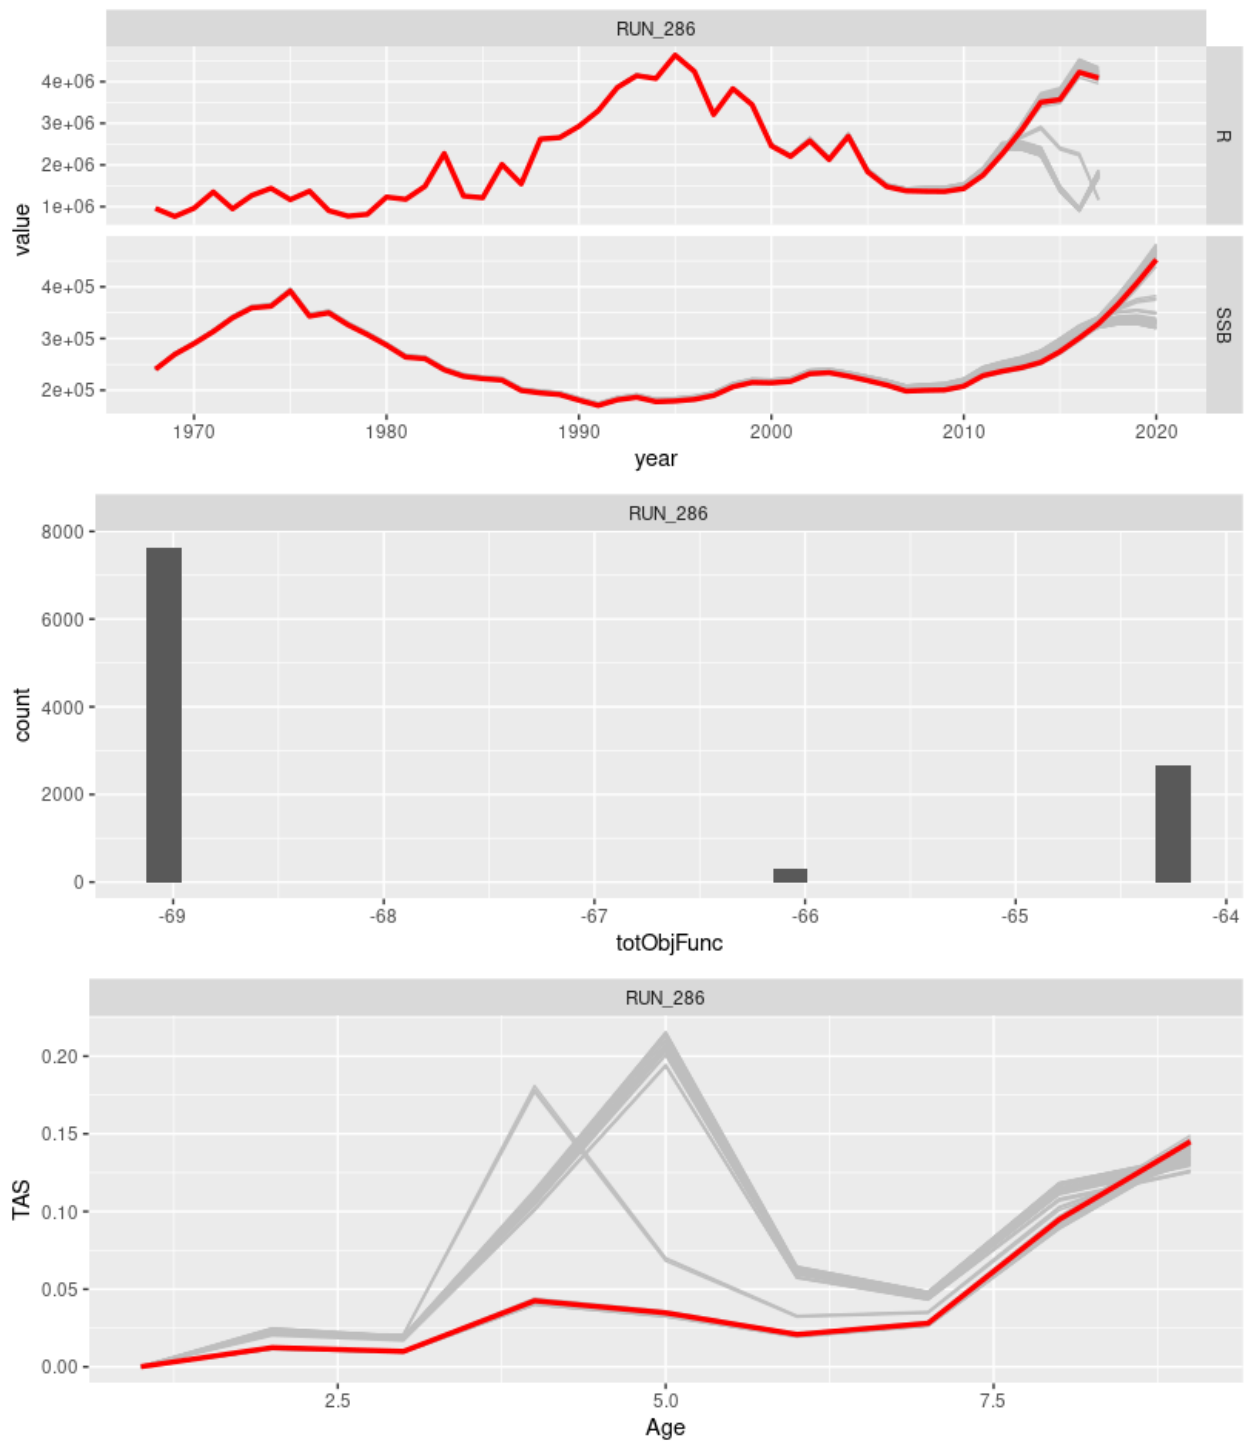 RUN_286
4e+06
3e+06
2e+06
1e+06
R
value
4e+05
3e+05
2e+05
SSB
1970 1980 1990 2000 2010 2020
year
RUN_286
8000
6000
4000
2000
0
count
-69 -68 -67 -66 -65 -64
totObjFunc
RUN_286
0.20
0.15
0.10
0.05
0.00
TAS
2.5 5.0 7.5
Age